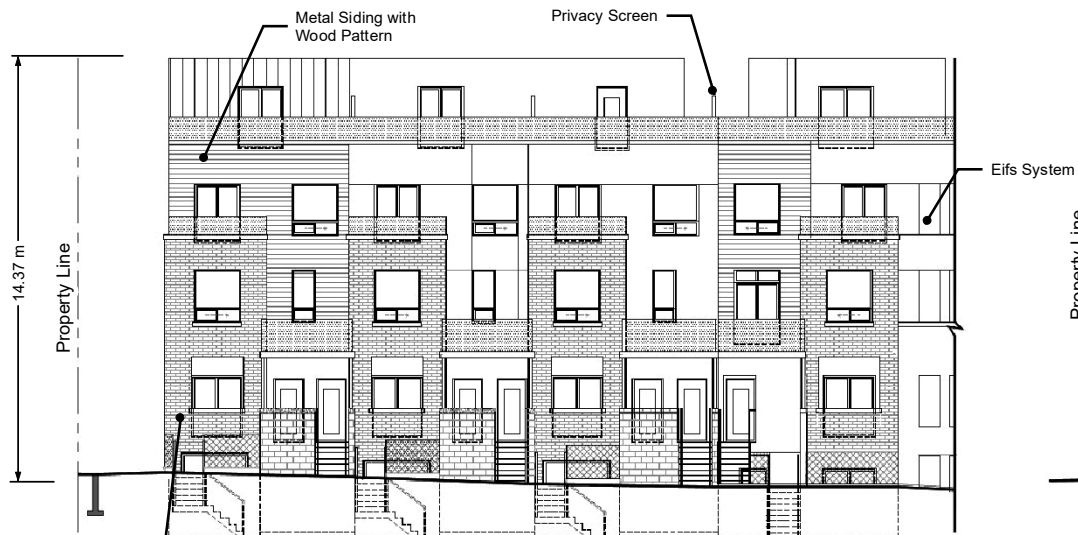 Metal Siding with
Wood Pattern
Privacy Screen
Eifs System
14.37 m
Property Line
Property Line